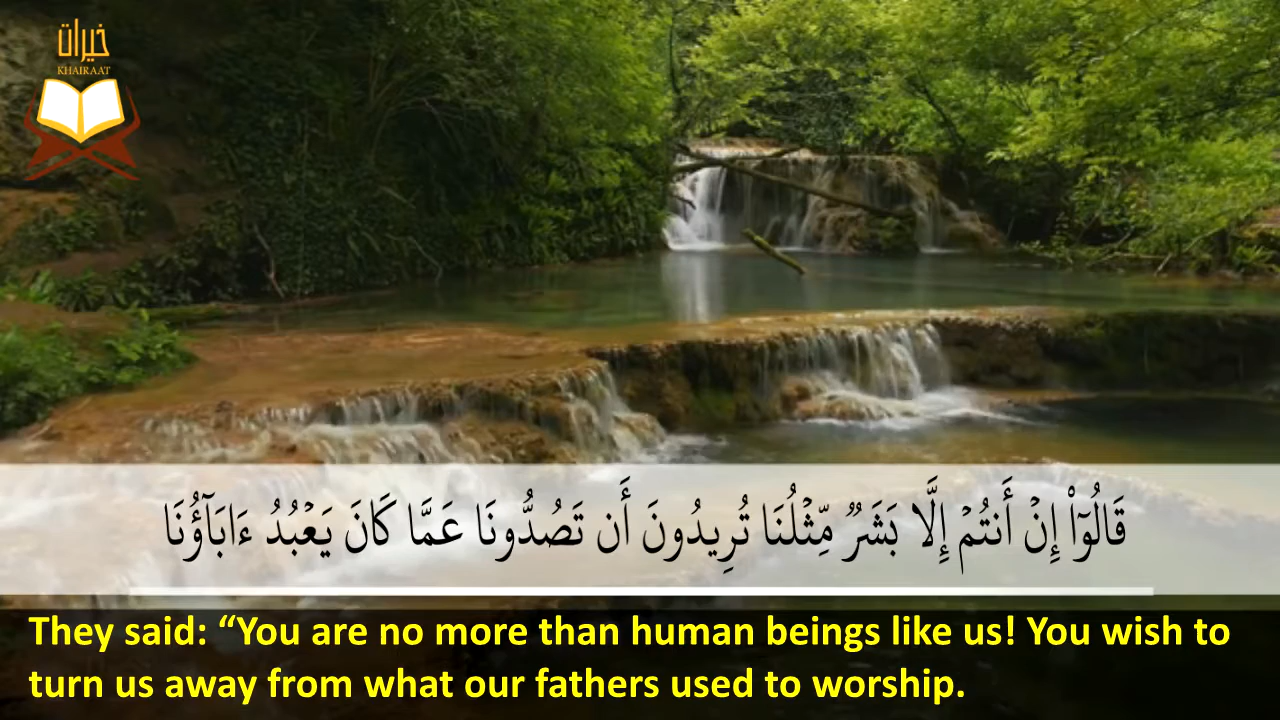 خيرات
KHAIRAAT
قَالُوٓا۟ إِنْ أَنتُمْ إِلَّا بَشَرٌ مِّثْلُنَا تُرِيدُونَ أَن تَصُدُّونَا عَمَّا كَانَ يَعْبُدُ ءَابَآؤُنَا
They said: “You are no more than human beings like us! You wish to
turn us away from what our fathers used to worship.